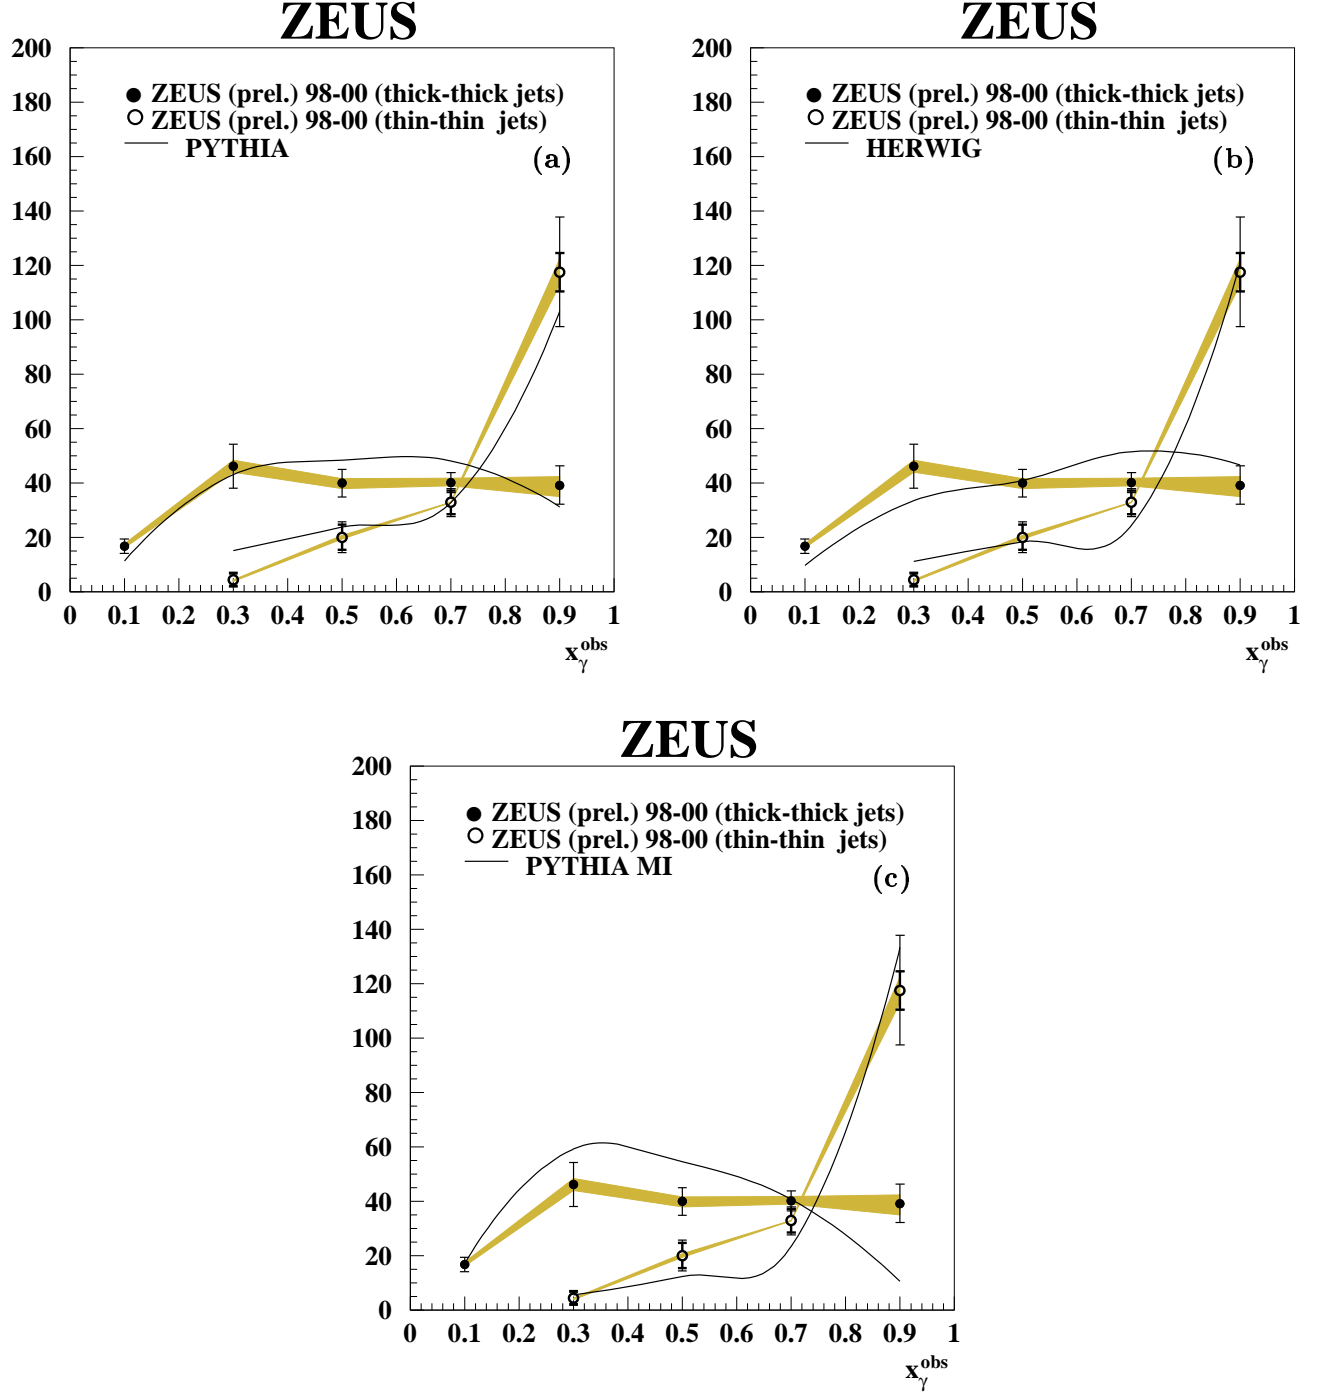 ZEUS
200
180
160
140
120
100
80
60
40
20
0
ZEUS (prel.) 98-00 (thick-thick jets)
ZEUS (prel.) 98-00 (thin-thin jets)
PYTHIA
(a)
0 0.1 0.2 0.3 0.4 0.5 0.6 0.7 0.8 0.9 1
xγobs
ZEUS
200
180
160
140
120
100
80
60
40
20
0
ZEUS (prel.) 98-00 (thick-thick jets)
ZEUS (prel.) 98-00 (thin-thin jets)
HERWIG
(b)
0 0.1 0.2 0.3 0.4 0.5 0.6 0.7 0.8 0.9 1
xγobs
ZEUS
200
180
160
140
120
100
80
60
40
20
0
ZEUS (prel.) 98-00 (thick-thick jets)
ZEUS (prel.) 98-00 (thin-thin jets)
PYTHIA MI
(c)
0 0.1 0.2 0.3 0.4 0.5 0.6 0.7 0.8 0.9 1
xγobs